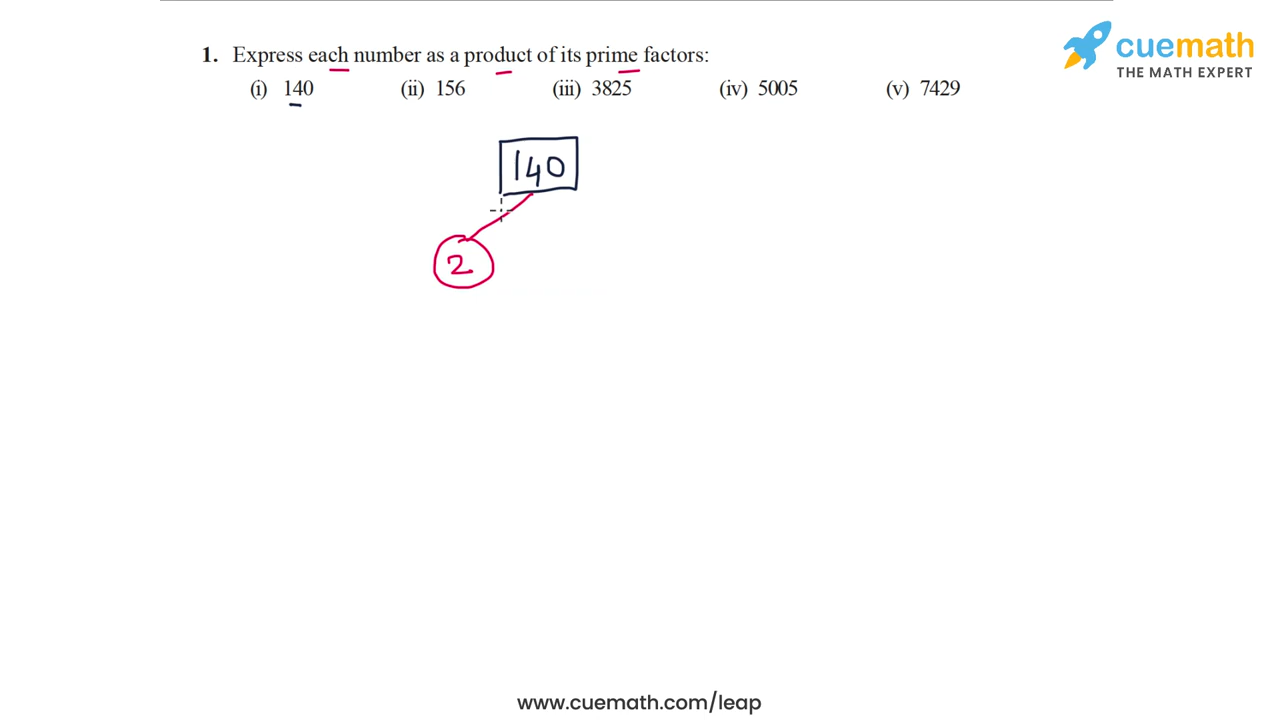 1. Express each number as a product of its prime factors:
(i) 140 (ii) 156 (iii) 3825 (iv) 5005 (v) 7429
cuemath
THE MATH EXPERT
140
2
www.cuemath.com/leap